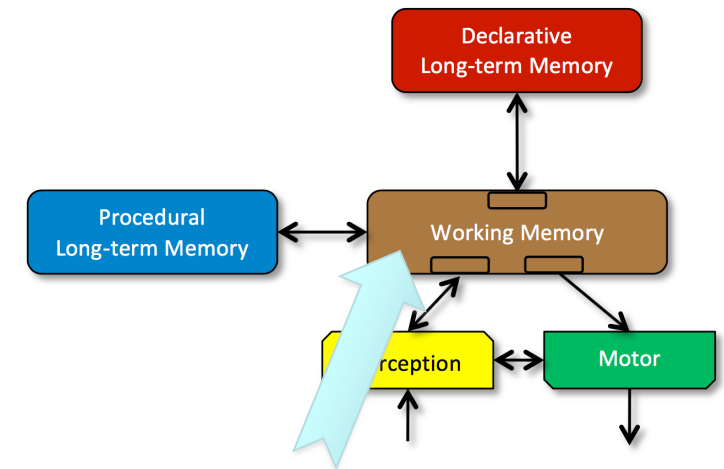 Declarative
Long-term Memory
Procedural
Long-term Memory
Working Memory
rception
Motor